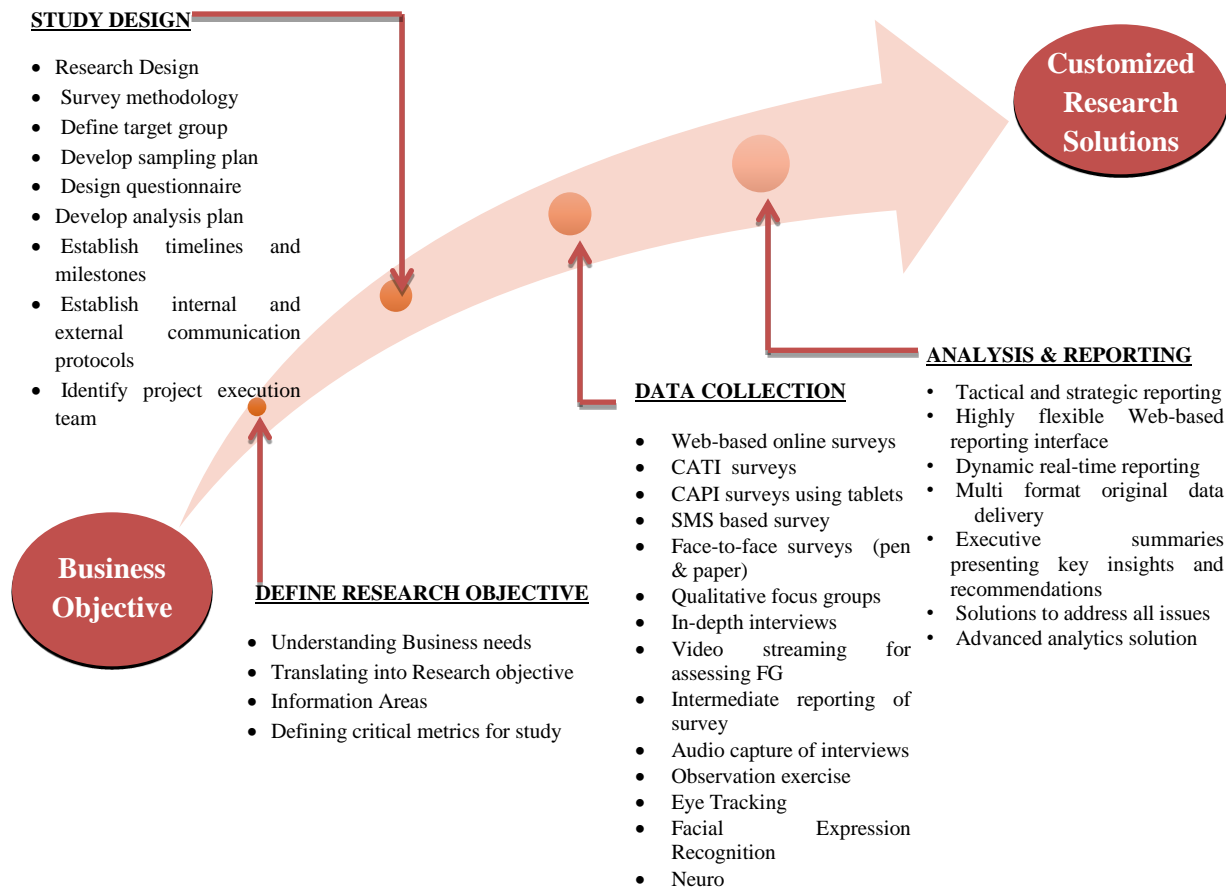 STUDY DESIGN
• Research Design
• Survey methodology
• Define target group
• Develop sampling plan
• Design questionnaire
• Develop analysis plan
• Establish timelines and
milestones
• Establish internal and
external communication
protocols
• Identify project execution
team
Customized
Research
Solutions
Business
Objective
DEFINE RESEARCH OBJECTIVE
• Understanding Business needs
• Translating into Research objective
• Information Areas
• Defining critical metrics for study
DATA COLLECTION
• Web-based online surveys
• CATI surveys
• CAPI surveys using tablets
• SMS based survey
• Face-to-face surveys (pen
& paper)
• Qualitative focus groups
• In-depth interviews
• Video streaming for
assessing FG
• Intermediate reporting of
survey
• Audio capture of interviews
• Observation exercise
• Eye Tracking
• Facial Expression
Recognition
• Neuro
ANALYSIS & REPORTING
• Tactical and strategic reporting
• Highly flexible Web-based
reporting interface
• Dynamic real-time reporting
• Multi format original data
delivery
• Executive summaries
presenting key insights and
recommendations
• Solutions to address all issues
• Advanced analytics solution